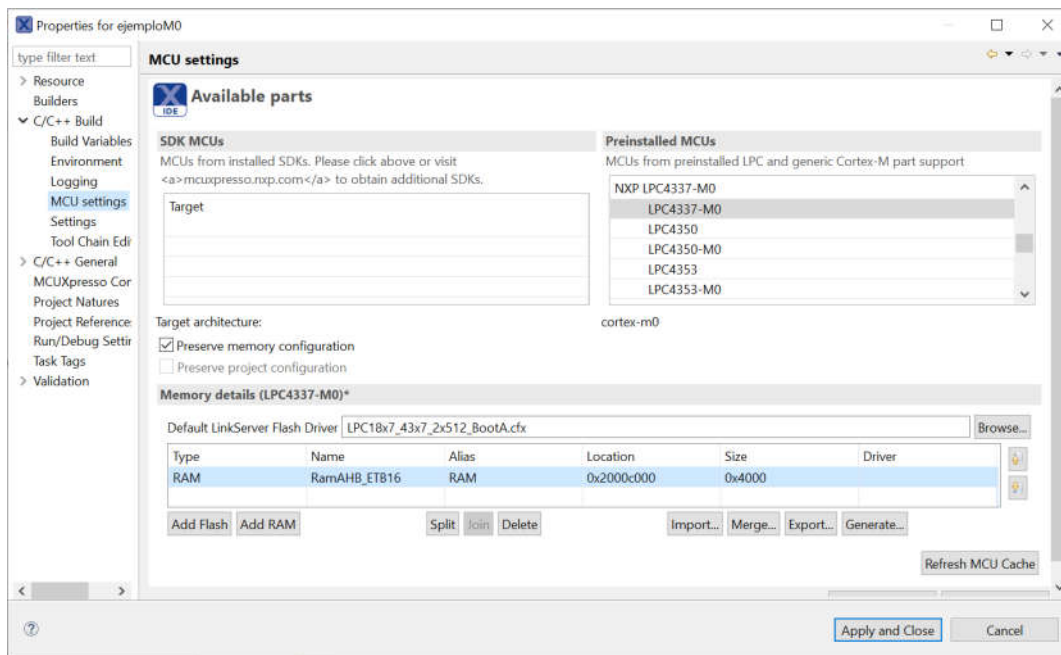 Properties for ejemploM0
type filter text
Resource
Builders
C/C++ Build
Build Variables
Environment
Logging
MCU settings
Settings
Tool Chain Edi
C/C++ General
MCUXpresso Cor
Project Natures
Project Reference
Run/Debug Settir
Task Tags
Validation
MCU settings
IDE
Available parts
SDK MCUs
MCUs from installed SDKs. Please click above or visit
<a>mcuxpresso.nxp.com</a> to obtain additional SDKs.
Target
Preinstalled MCUs
MCUs from preinstalled LPC and generic Cortex-M part support
NXP LPC4337-M0
LPC4337-M0
LPC4350
LPC4350-M0
LPC4353
LPC4353-M0
Target architecture: cortex-m0
Preserve memory configuration
Preserve project configuration
Memory details (LPC4337-M0)*
Default LinkServer Flash Driver LPC18x7_43x7_2x512_BootA.cfx Browse...
Type Name Alias Location Size Driver
RAM RamAHB_ETB16 RAM 0x2000c000 0x4000
Add Flash Add RAM Split Join Delete Import... Merge... Export... Generate...
Refresh MCU Cache
Apply and Close Cancel